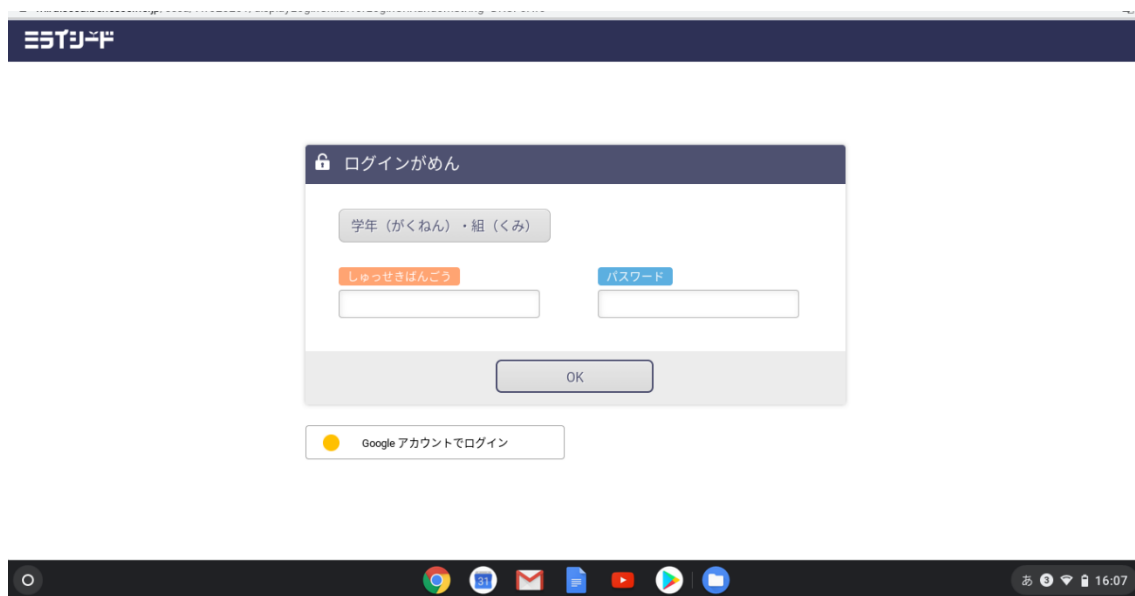 ミライシード
ログインがめん
学年（がくねん）・組（くみ）
しゅっせきばんごう
パスワード
OK
Google アカウントでログイン
31
あ 3 16:07